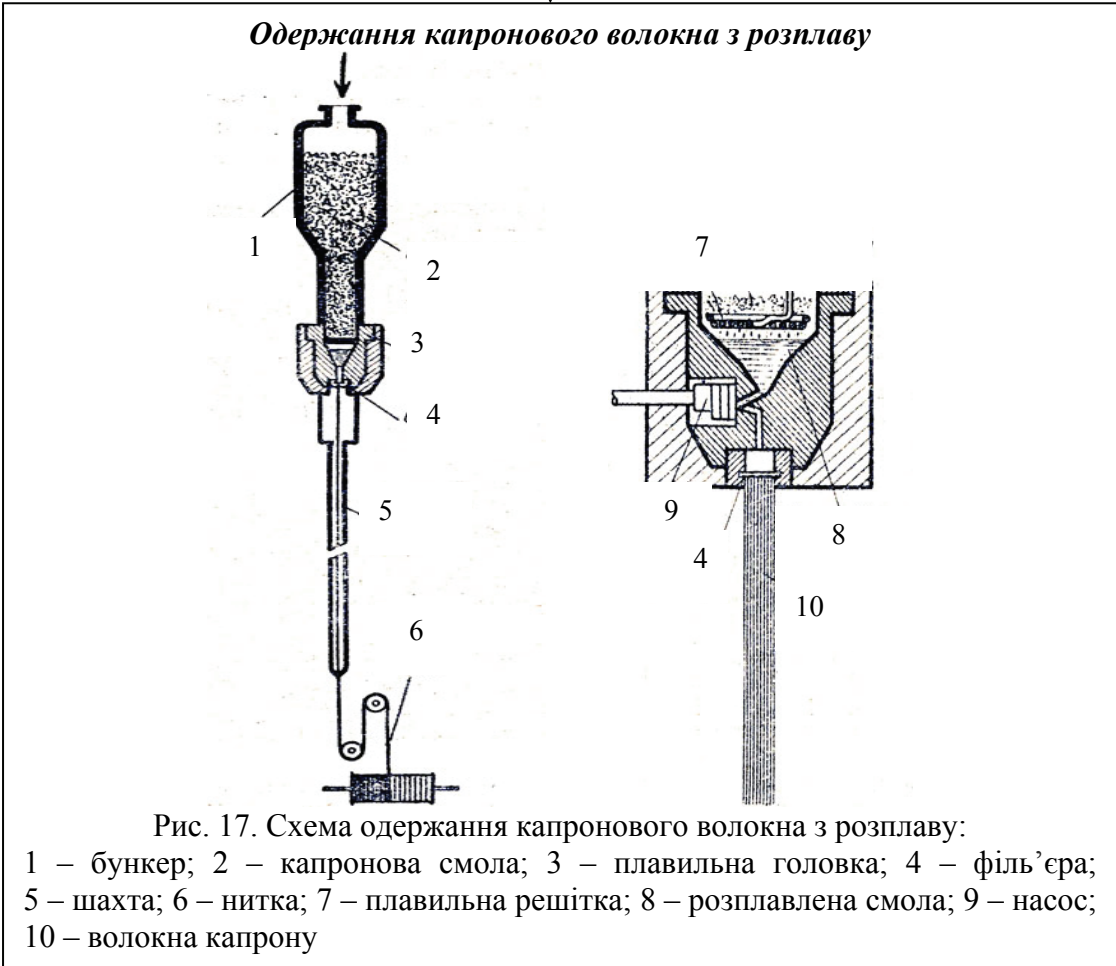 Одержання капронового волокна з розплаву
1
2
3
4
5
6
7
9
8
4
10
Рис. 17. Схема одержання капронового волокна з розплаву:
1 – бункер; 2 – капронова смола; 3 – плавильна головка; 4 – філь’єра;
5 – шахта; 6 – нитка; 7 – плавильна решітка; 8 – розплавлена смола; 9 – насос;
10 – волокна капрону